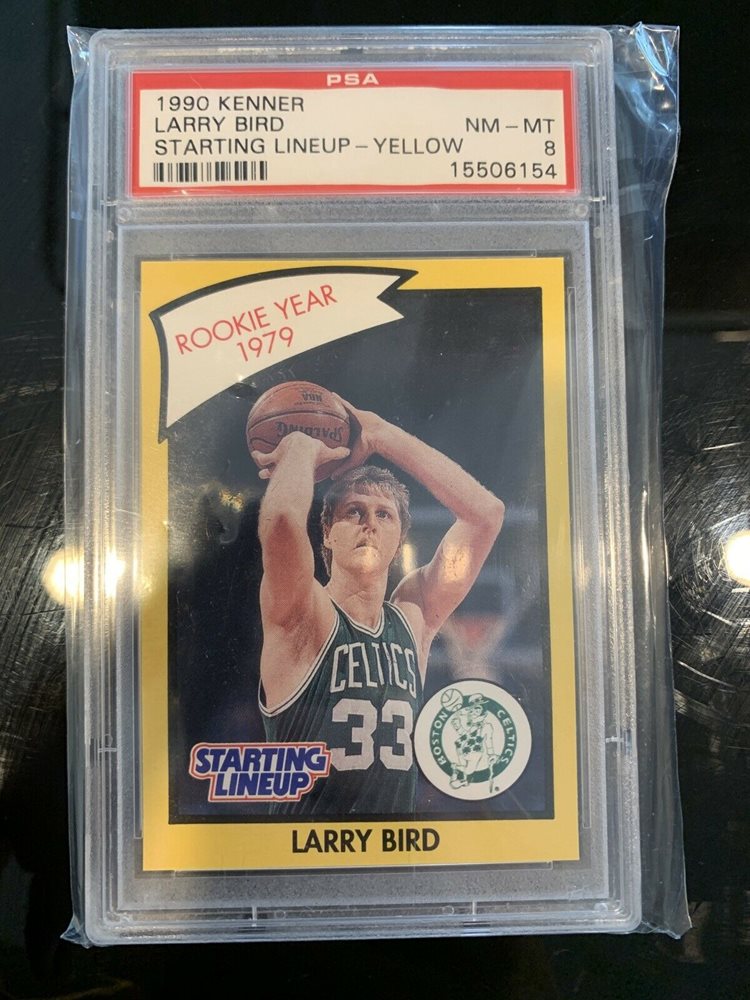 PSA
1990 KENNER
LARRY BIRD NM-MT
STARTING LINEUP-YELLOW 8
15506154
ROOKIE YEAR
1979
NBA
SPALDING
CELTICS
33
BOSTON CELTICS
STARTING
LINEUP
®
LARRY BIRD